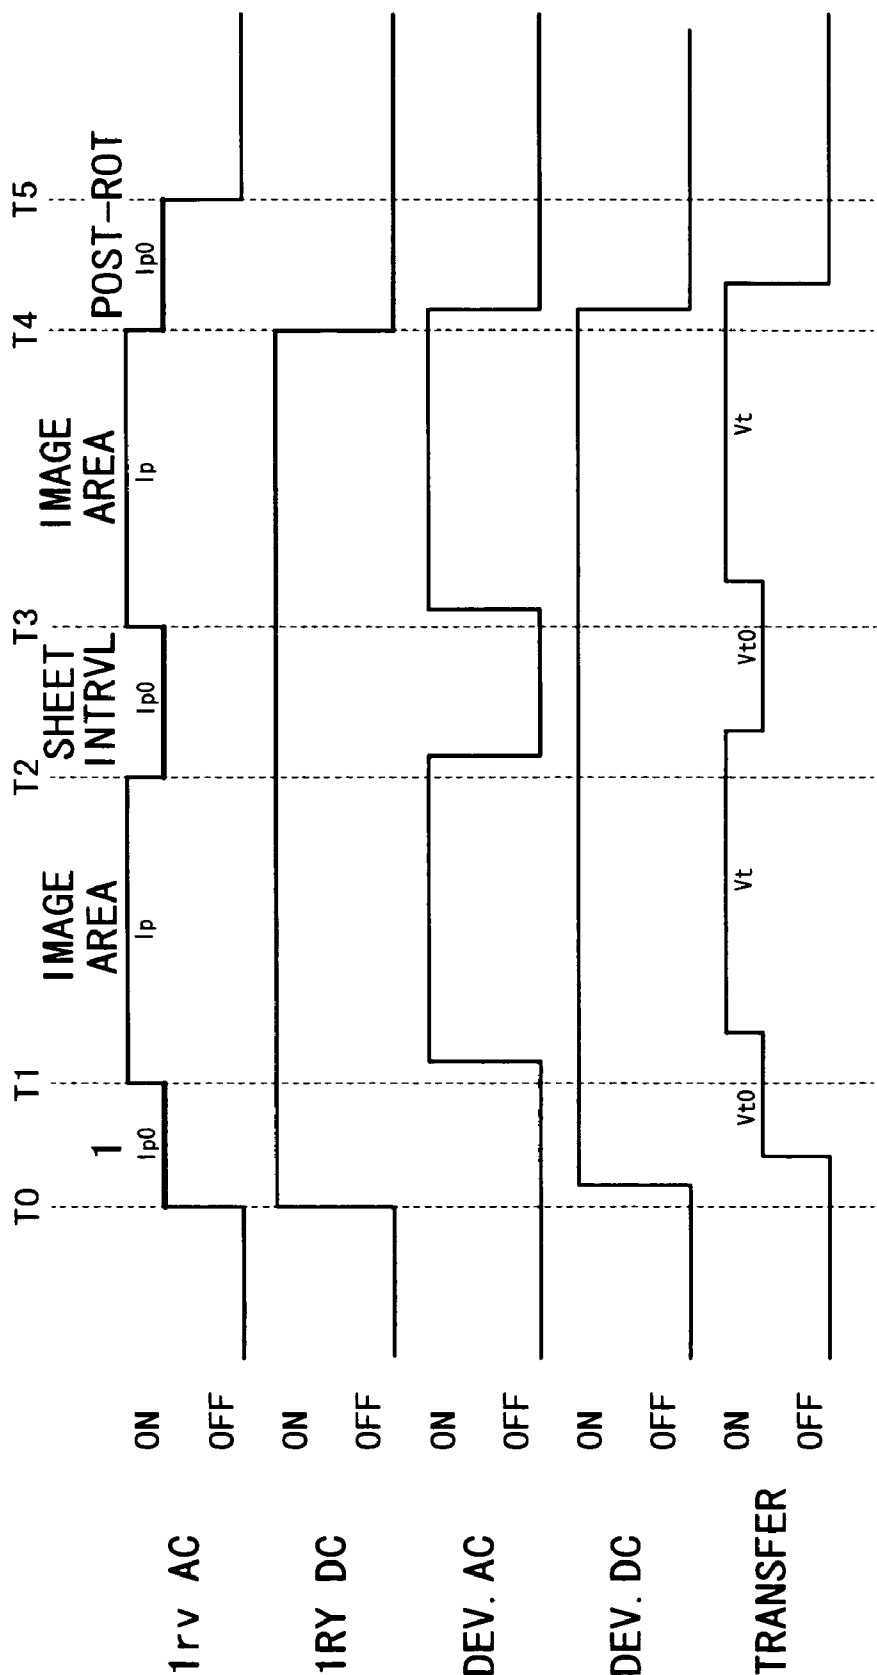 T0 T1 T2 T3 T4 T5
1
IMAGE
AREA
SHEET
INTRVL
IMAGE
AREA
POST-ROT
1rv AC
ON
OFF
Ip0 Ip Ip0 Ip Ip0
1RY DC
ON
OFF
DEV. AC
ON
OFF
DEV. DC
ON
OFF
TRANSFER
ON
OFF
Vt0 Vt Vt0 Vt